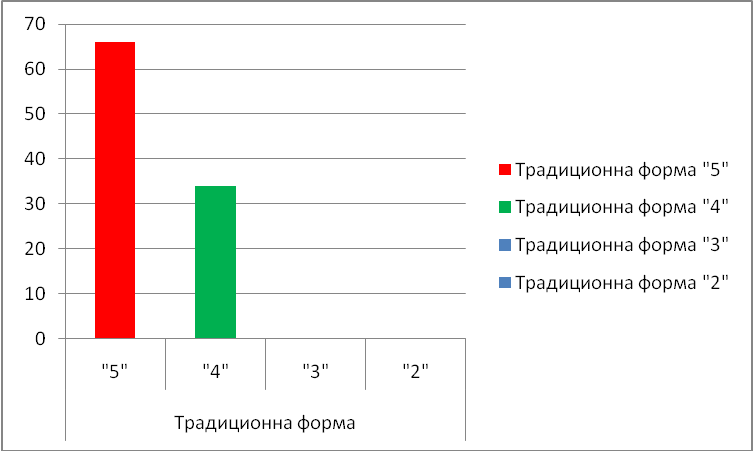 70
60
50
40
30
20
10
0
"5" "4" "3" "2"
Традиционна форма
Традиционна форма "5"
Традиционна форма "4"
Традиционна форма "3"
Традиционна форма "2"